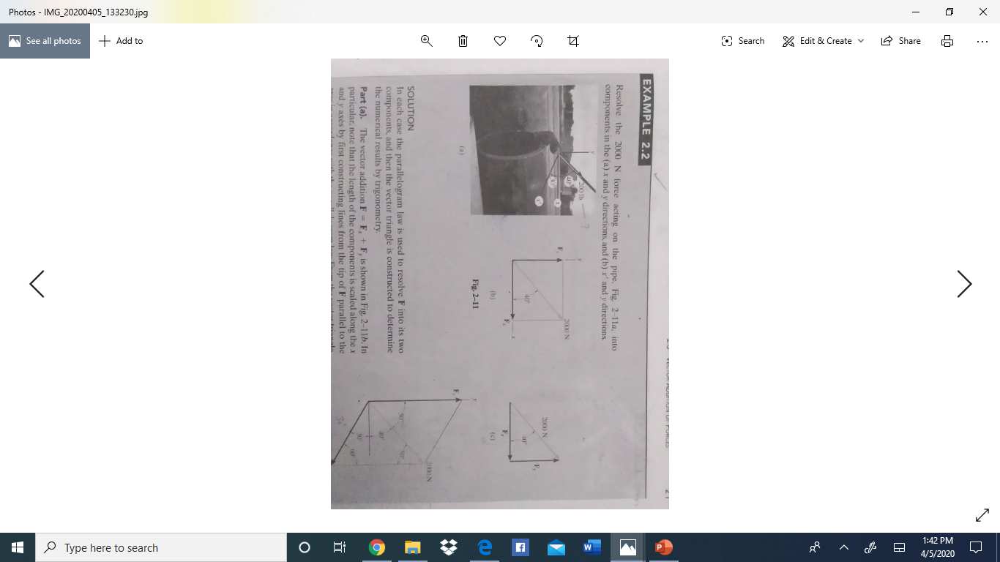 Photos - IMG_20200405_133230.jpg
See all photos
Add to
Search
Edit & Create
Share
EXAMPLE 2.2
Resolve the 2000 N force acting on the pipe, Fig. 2–11a, into
components in the (a) x and y directions, and (b) x' and y directions.
y
200 lb
40°
30°
x
x'
(a)
y
F
2000 N
40°
F
x
(b)
2000 N
40°
F
F
(c)
Fig. 2–11
y
F
50°
2000 N
40°
30°
60°
SOLUTION
In each case the parallelogram law is used to resolve F into its two
components, and then the vector triangle is constructed to determine
the numerical results by trigonometry.
Part (a). The vector addition F = Fx + Fy is shown in Fig. 2–11b. In
particular, note that the length of the components is scaled along the x
and y axes by first constructing lines from the tip of F parallel to the
Type here to search
1:42 PM
4/5/2020